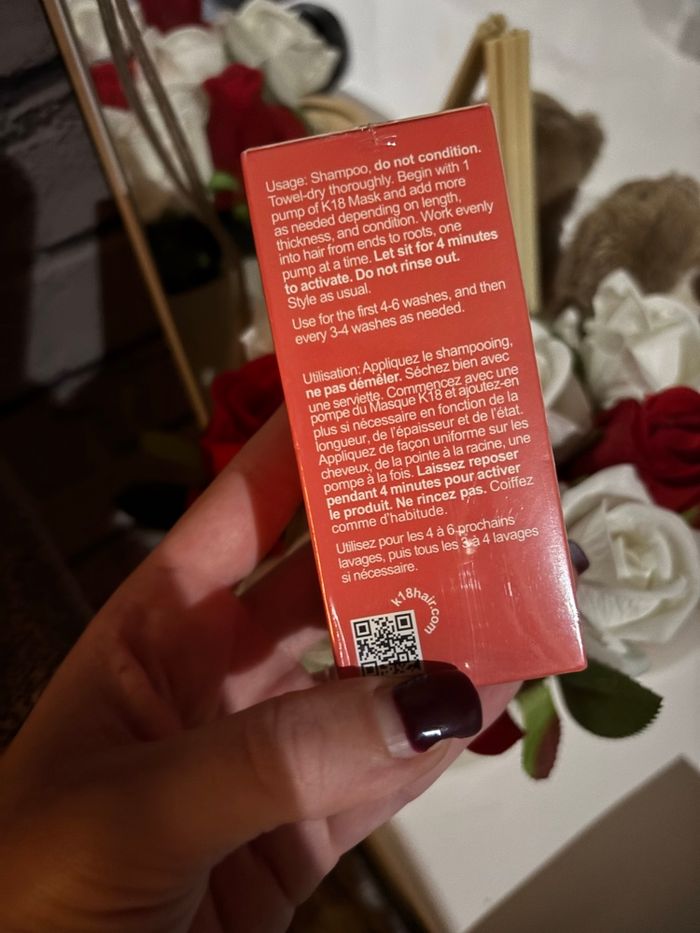 Usage: Shampoo, do not condition.
Towel-dry thoroughly. Begin with 1
pump of K18 Mask and add more
as needed depending on length,
thickness, and condition. Work evenly
into hair from ends to roots, one
pump at a time. Let sit for 4 minutes
to activate. Do not rinse out.
Style as usual.
Use for the first 4-6 washes, and then
every 3-4 washes as needed.
Utilisation: Appliquez le shampooing,
ne pas démêler. Séchez bien avec
une serviette. Commencez avec une
pompe du Masque K18 et ajoutez-en
plus si nécessaire en fonction de la
longueur, de l'épaisseur et de l'état.
Appliquez de façon uniforme sur les
cheveux, de la pointe à la racine, une
pompe à la fois. Laissez reposer
pendant 4 minutes pour activer
le produit. Ne rincez pas. Coiffez
comme d'habitude.
Utilisez pour les 4 à 6 prochains
lavages, puis tous les 3 à 4 lavages
si nécessaire.
k18hair.com